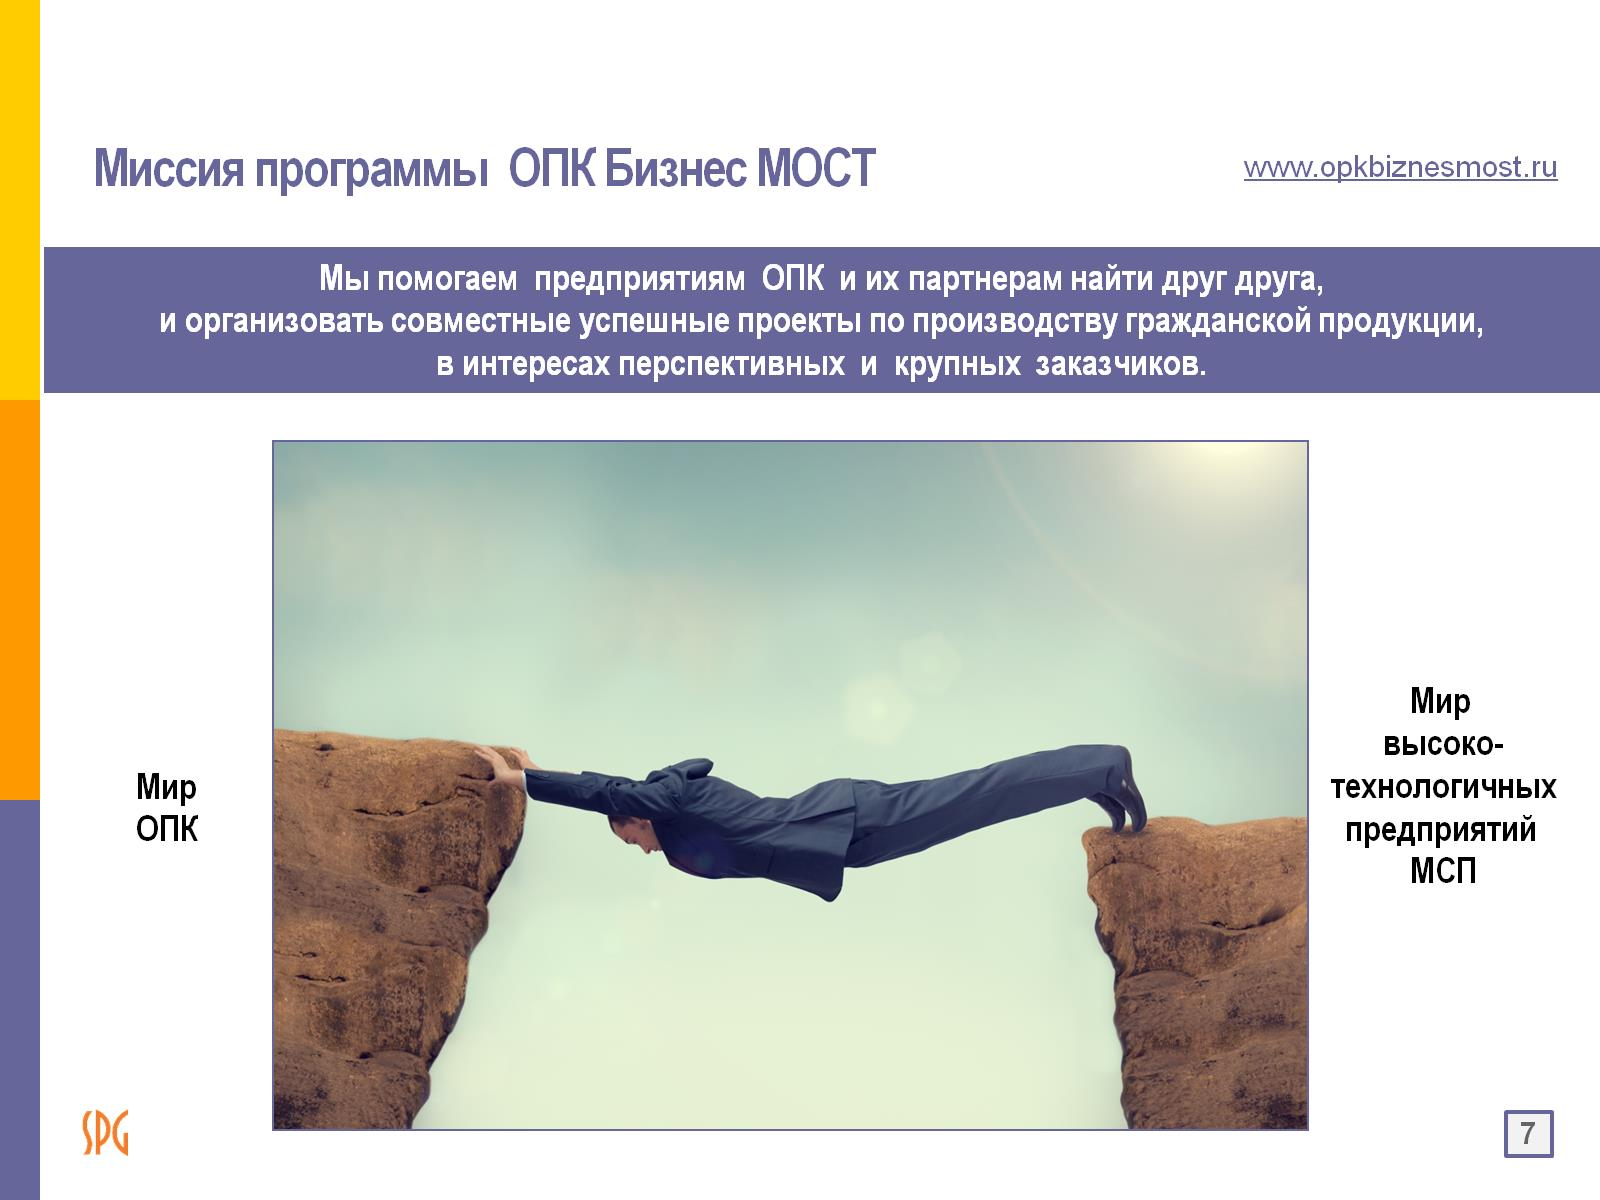 Миссия программы ОПК Бизнес МОСТ
www.opkbiznesmost.ru
Мы помогаем предприятиям ОПК и их партнерам найти друг друга,
и организовать совместные успешные проекты по производству гражданской продукции,
в интересах перспективных и крупных заказчиков.
Мир
ОПК
Мир
высоко-
технологичных
предприятий
МСП
SPG
7